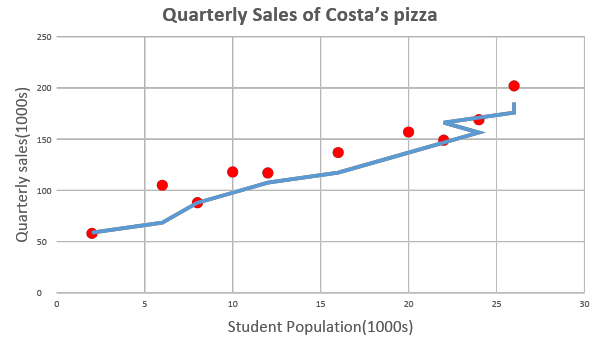 Quarterly Sales of Costa’s pizza
250
200
150
100
50
0
Quarterly sales(1000s)
0 5 10 15 20 25 30
Student Population(1000s)